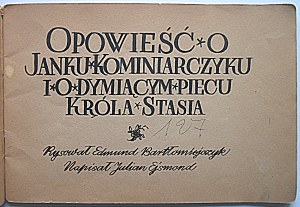 OPOWIEŚĆ * O
JANKU * KOMINIARCZYKU
I * O * DYMIĄCYM * PIECU
KRÓLA * STASIA
127
Rysował Edmund Bartłomiejczyk
Napisał Julian Ejsmond